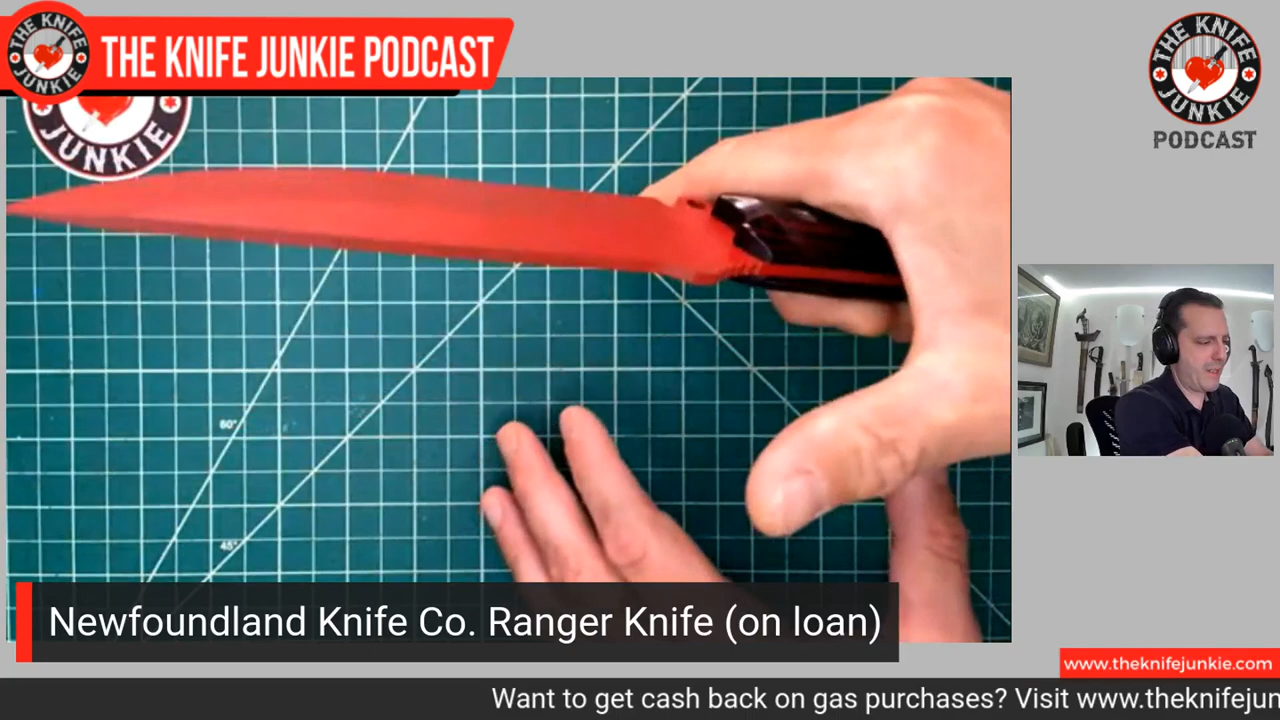 THE KNIFE JUNKIE
THE KNIFE JUNKIE PODCAST
THE KNIFE JUNKIE
PODCAST
JUNKIE
60°
45°
Newfoundland Knife Co. Ranger Knife (on loan)
www.theknifejunkie.com
Want to get cash back on gas purchases? Visit www.theknifejun